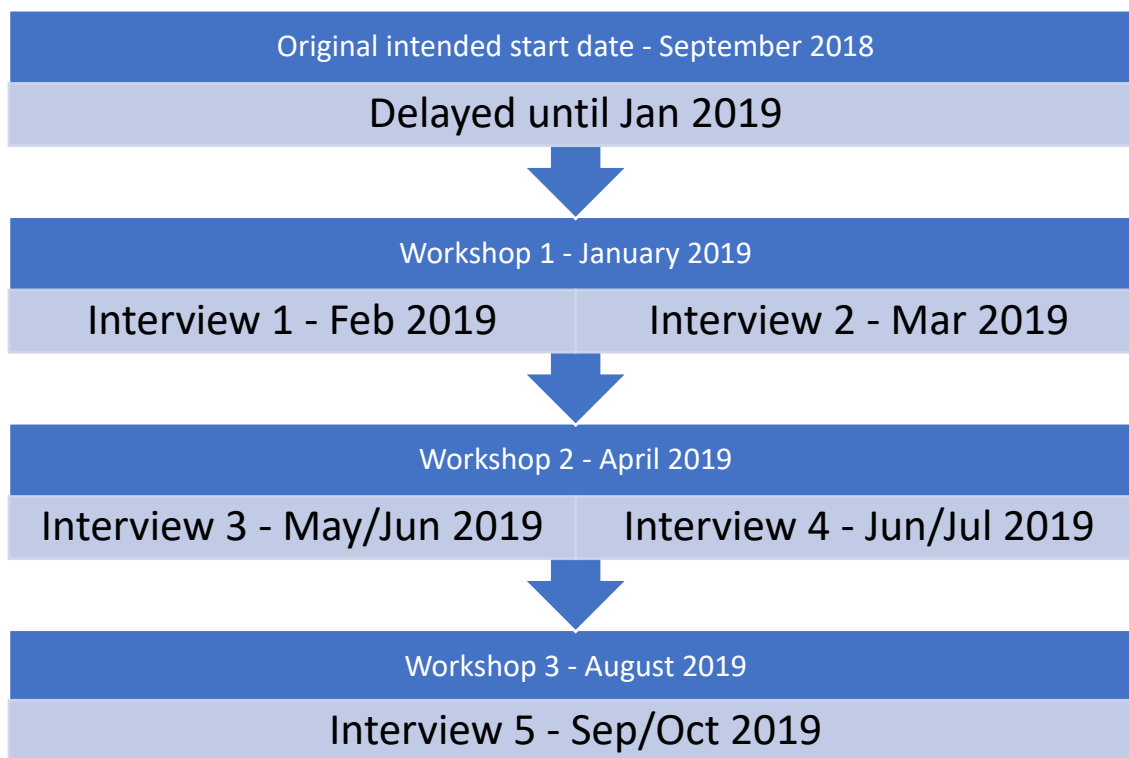 Original intended start date - September 2018
Delayed until Jan 2019
Workshop 1 - January 2019
Interview 1 - Feb 2019
Interview 2 - Mar 2019
Workshop 2 - April 2019
Interview 3 - May/Jun 2019
Interview 4 - Jun/Jul 2019
Workshop 3 - August 2019
Interview 5 - Sep/Oct 2019